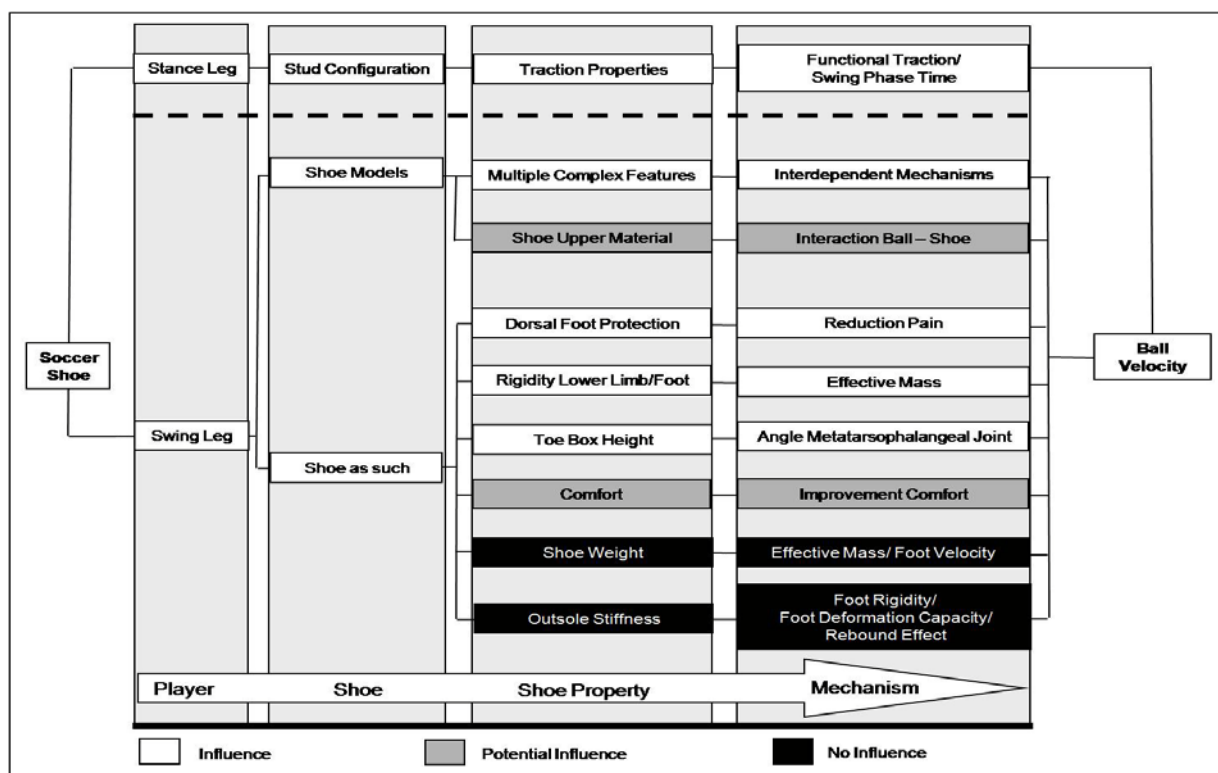 Stance Leg
Stud Configuration
Traction Properties
Functional Traction/
Swing Phase Time
Shoe Models
Multiple Complex Features
Interdependent Mechanisms
Shoe Upper Material
Interaction Ball – Shoe
Dorsal Foot Protection
Reduction Pain
Soccer
Shoe
Ball
Velocity
Rigidity Lower Limb/Foot
Effective Mass
Swing Leg
Toe Box Height
Angle Metatarsophalangeal Joint
Shoe as such
Comfort
Improvement Comfort
Shoe Weight
Effective Mass/ Foot Velocity
Outsole Stiffness
Foot Rigidity/
Foot Deformation Capacity/
Rebound Effect
Player
Shoe
Shoe Property
Mechanism
Influence
Potential Influence
No Influence